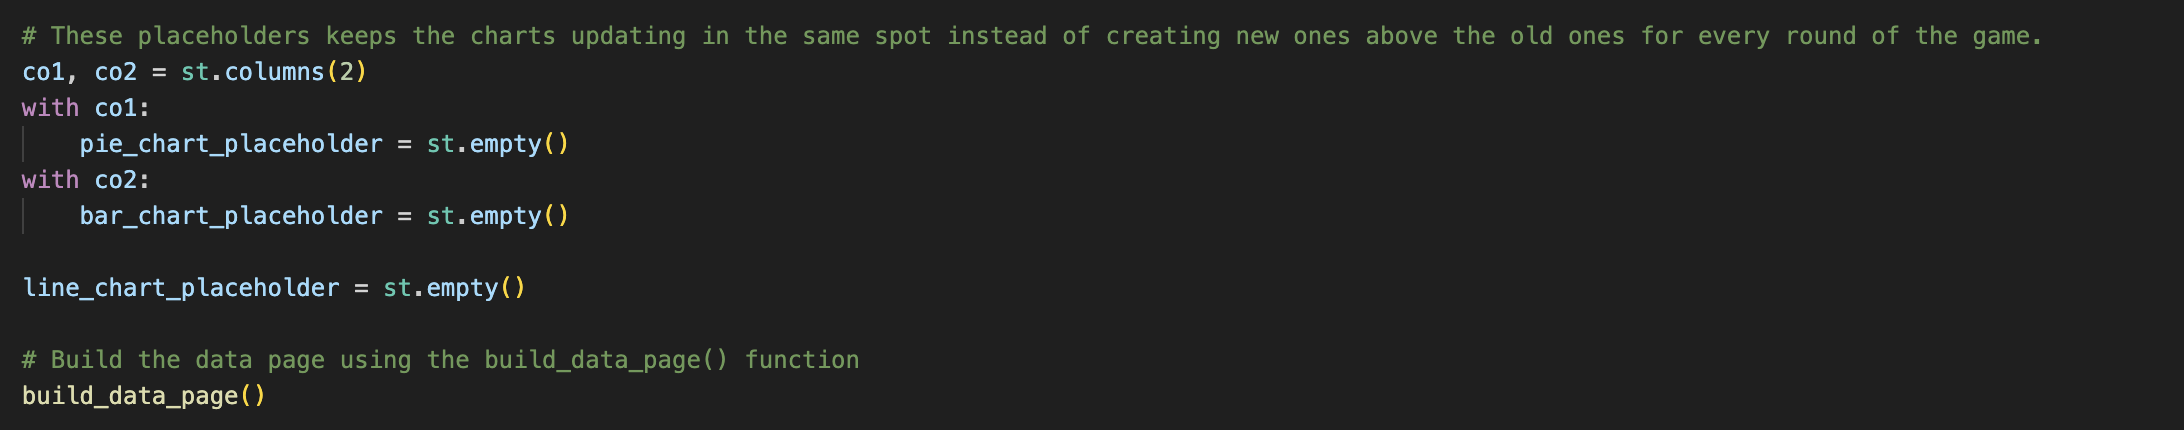 # These placeholders keeps the charts updating in the same spot instead of creating new ones above the old ones for every round of the game.
co1, co2 = st.columns(2)
with co1:
    pie_chart_placeholder = st.empty()
with co2:
    bar_chart_placeholder = st.empty()

line_chart_placeholder = st.empty()

# Build the data page using the build_data_page() function
build_data_page()